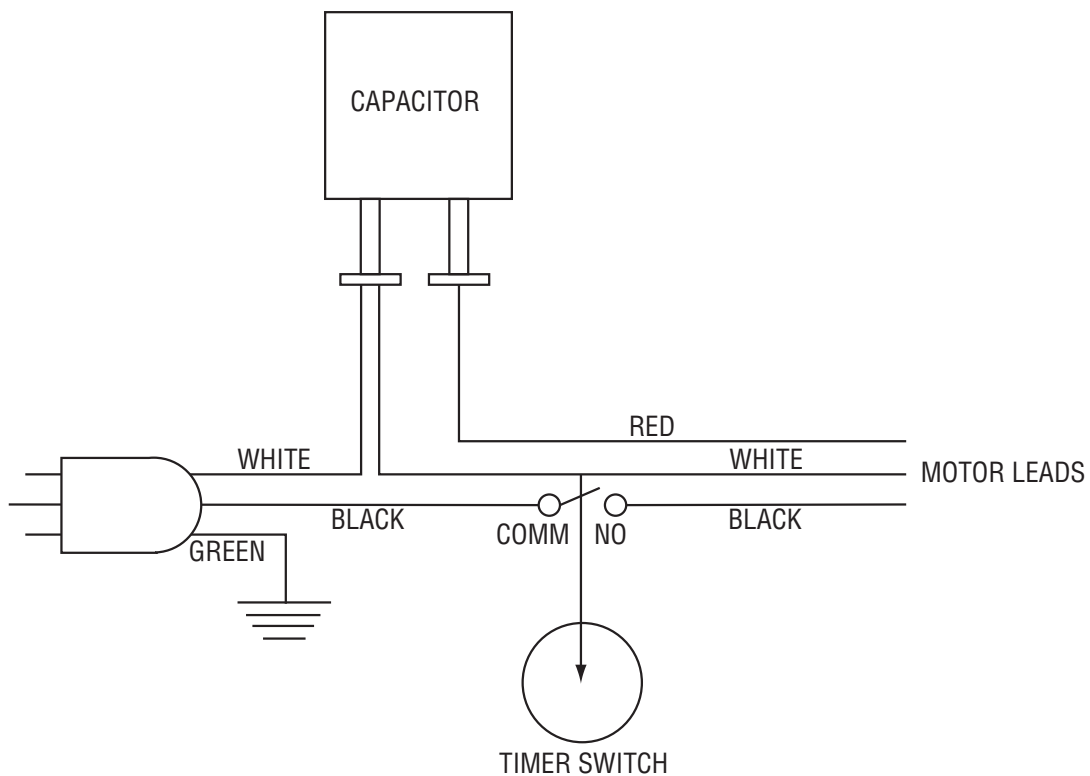 CAPACITOR
RED
WHITE
WHITE
MOTOR LEADS
BLACK
COMM
NO
BLACK
GREEN
TIMER SWITCH